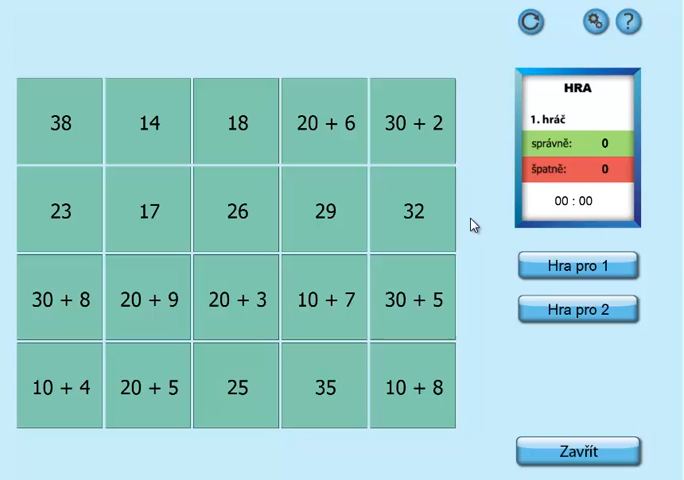 38 14 18 20 + 6 30 + 2
23 17 26 29 32
30 + 8 20 + 9 20 + 3 10 + 7 30 + 5
10 + 4 20 + 5 25 35 10 + 8
?
HRA
1. hráč
správně: 0
špatně: 0
00 : 00
Hra pro 1
Hra pro 2
Zavřít